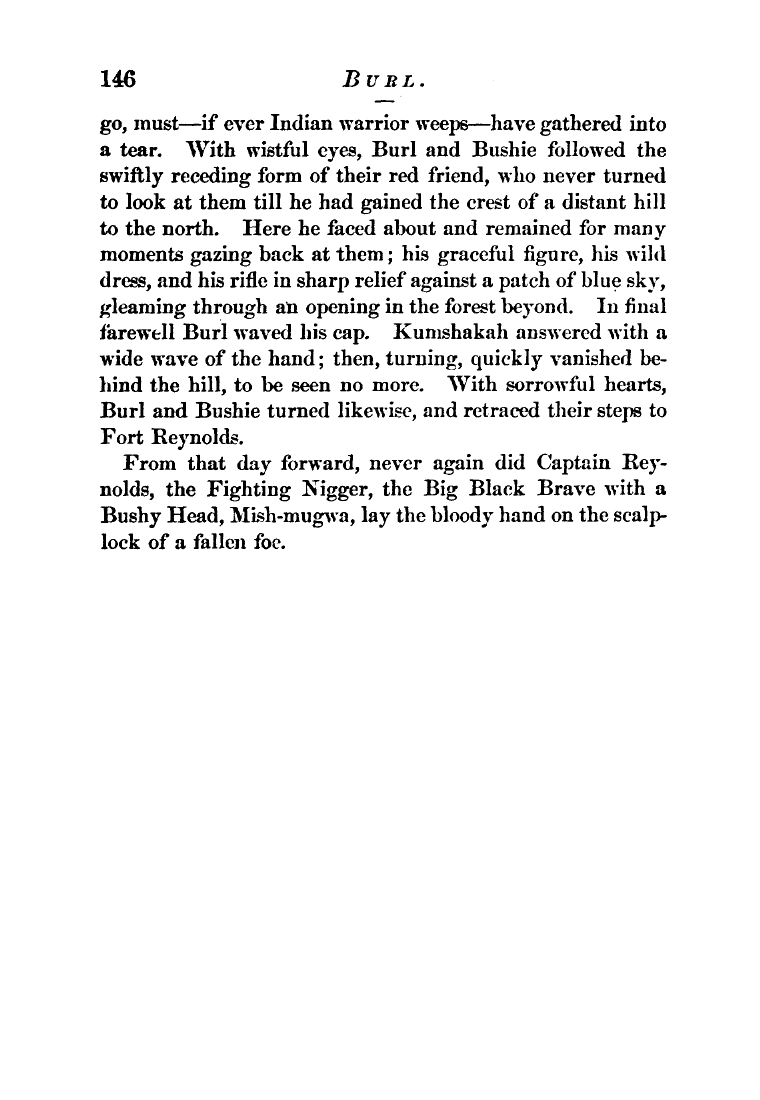 146 BURL.
go, must—if ever Indian warrior weeps—have gathered into
a tear. With wistful eyes, Burl and Bushie followed the
swiftly receding form of their red friend, who never turned
to look at them till he had gained the crest of a distant hill
to the north. Here he faced about and remained for many
moments gazing back at them; his graceful figure, his wild
dress, and his rifle in sharp relief against a patch of blue sky,
gleaming through an opening in the forest beyond. In final
farewell Burl waved his cap. Kumshakah answered with a
wide wave of the hand; then, turning, quickly vanished be-
hind the hill, to be seen no more. With sorrowful hearts,
Burl and Bushie turned likewise, and retraced their steps to
Fort Reynolds.
From that day forward, never again did Captain Rey-
nolds, the Fighting Nigger, the Big Black Brave with a
Bushy Head, Mish-mugwa, lay the bloody hand on the scalp-
lock of a fallen foe.